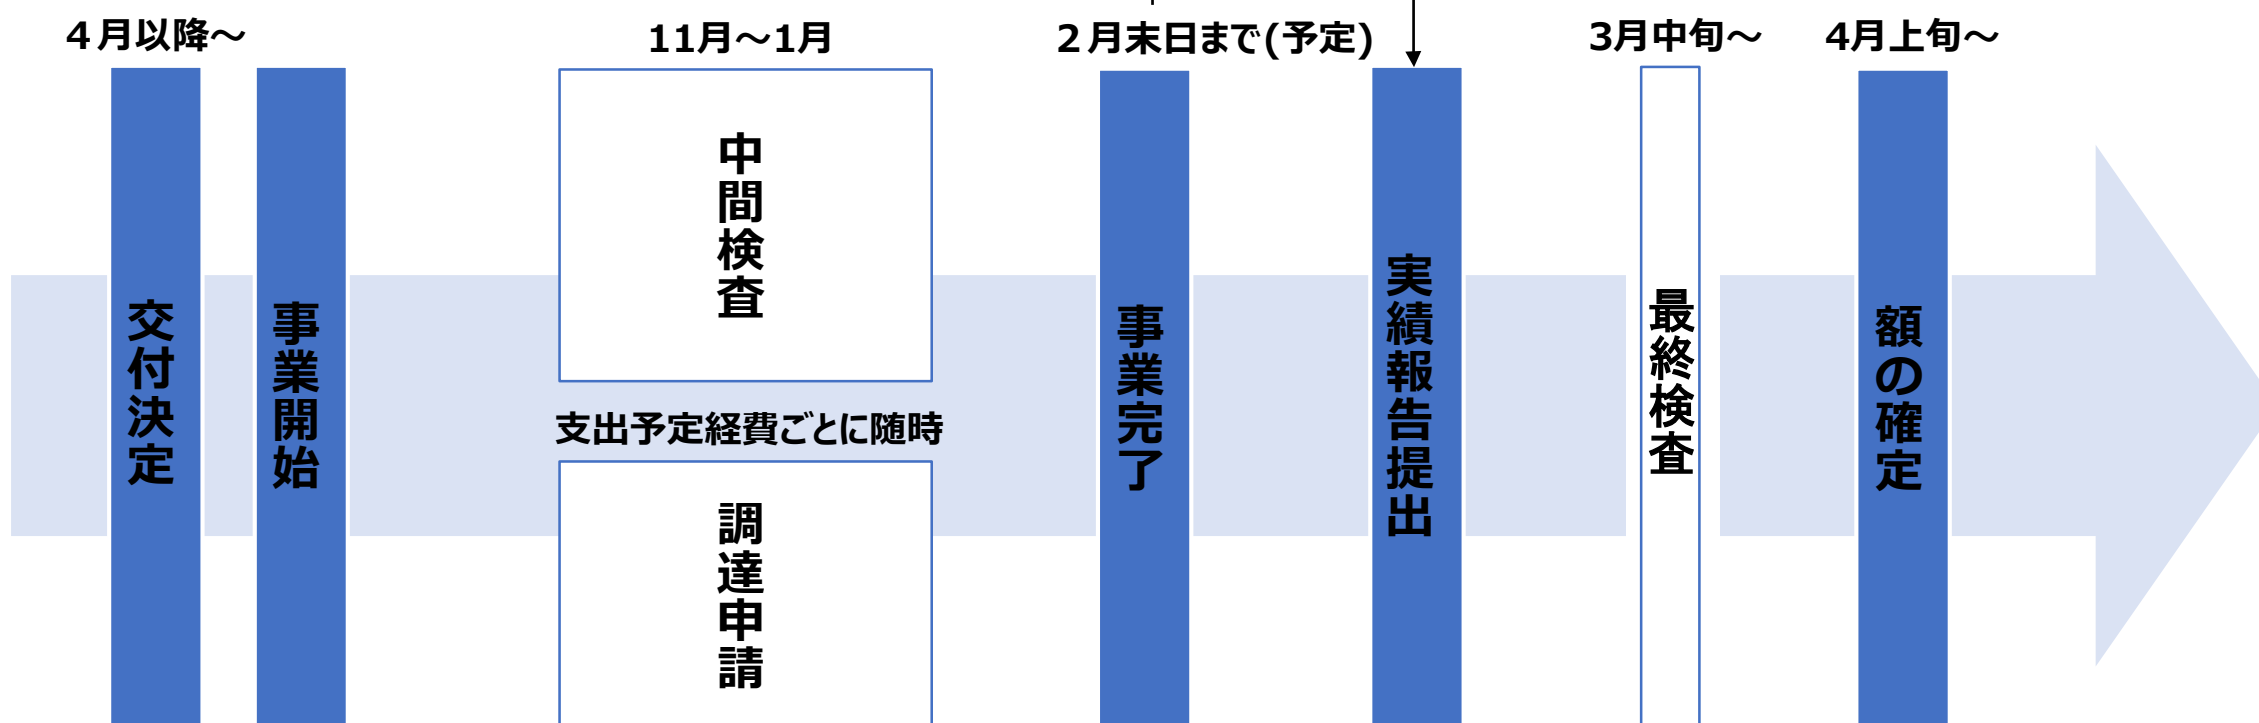 ４月以降～
11月～1月
２月末日まで(予定)
3月中旬～
4月上旬～
交付決定
事業開始
中間検査
支出予定経費ごとに随時
調達申請
事業完了
実績報告提出
最終検査
額の確定